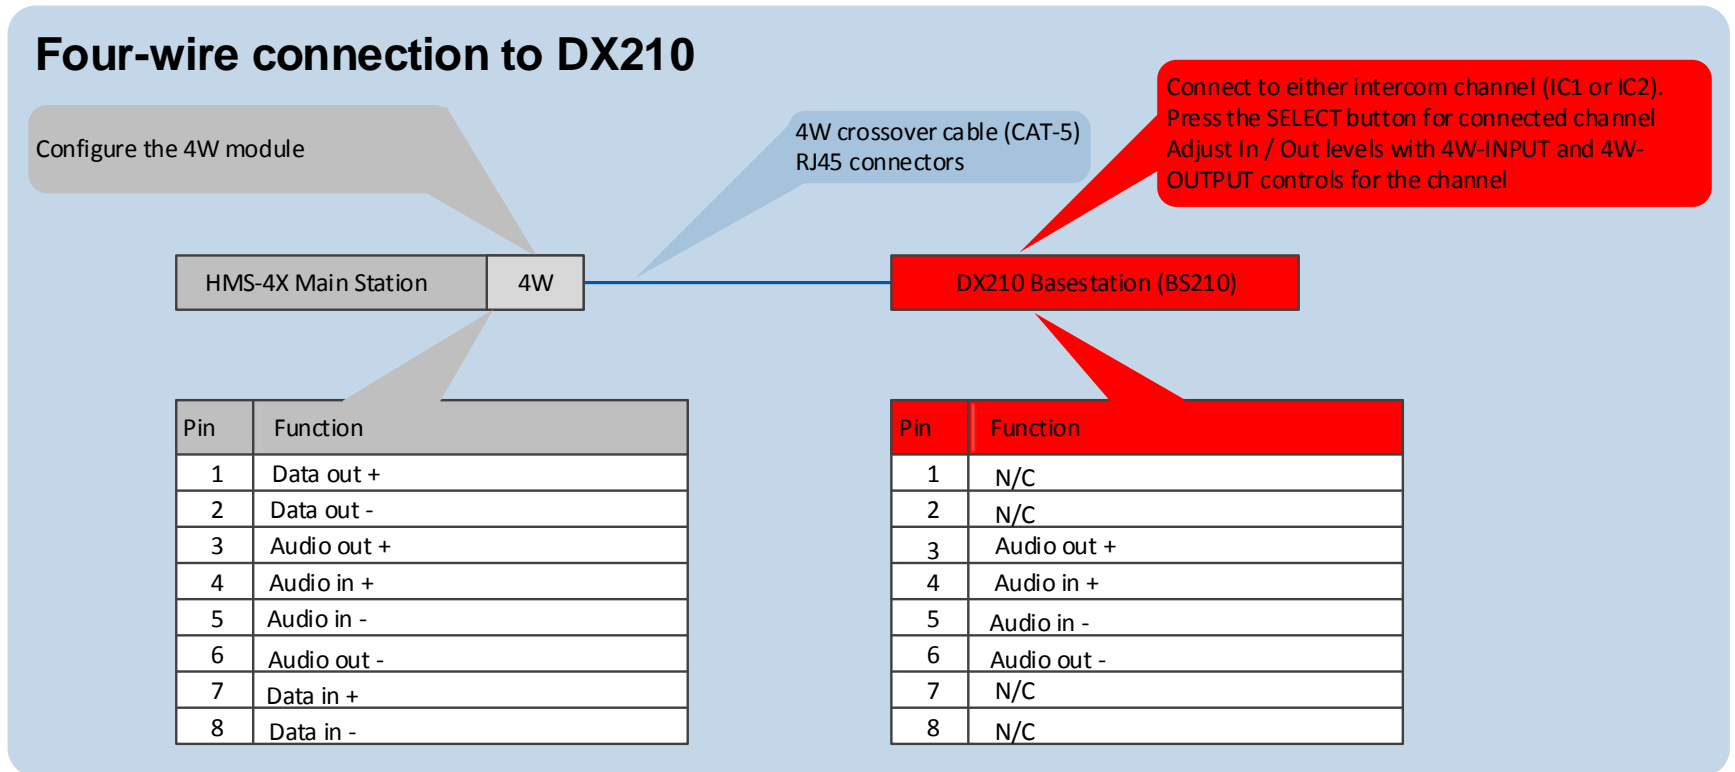 Four-wire connection to DX210
Configure the 4W module
4W crossover cable (CAT-5)
RJ45 connectors
Connect to either intercom channel (IC1 or IC2).
Press the SELECT button for connected channel
Adjust In / Out levels with 4W-INPUT and 4W-
OUTPUT controls for the channel
HMS-4X Main Station
4W
DX210 Basestation (BS210)
Pin Function
1 Data out +
2 Data out -
3 Audio out +
4 Audio in +
5 Audio in -
6 Audio out -
7 Data in +
8 Data in -
Pin Function
1 N/C
2 N/C
3 Audio out +
4 Audio in +
5 Audio in -
6 Audio out -
7 N/C
8 N/C